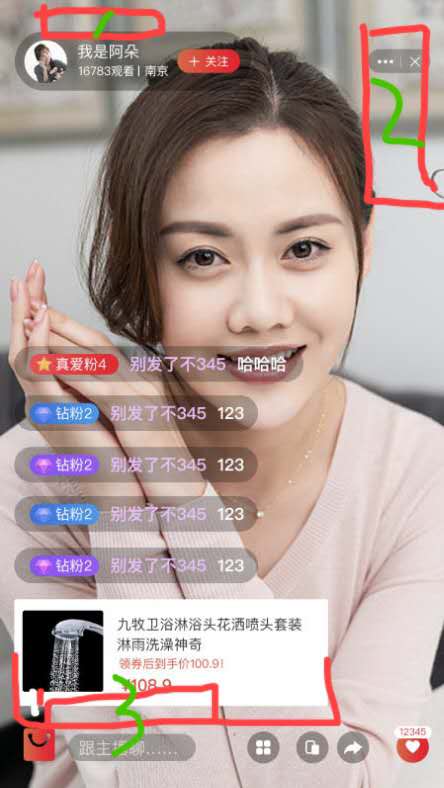 1
我是阿朵
16783观看 | 南京
+ 关注
2
真爱粉4 别发了不345 哈哈哈
钻粉2 别发了不345 123
钻粉2 别发了不345 123
钻粉2 别发了不345 123
钻粉2 别发了不345 123
九牧卫浴淋浴头花洒喷头套装
淋雨洗澡神奇
领券后到手价100.9!
¥108.9
3
跟主播聊......
12345